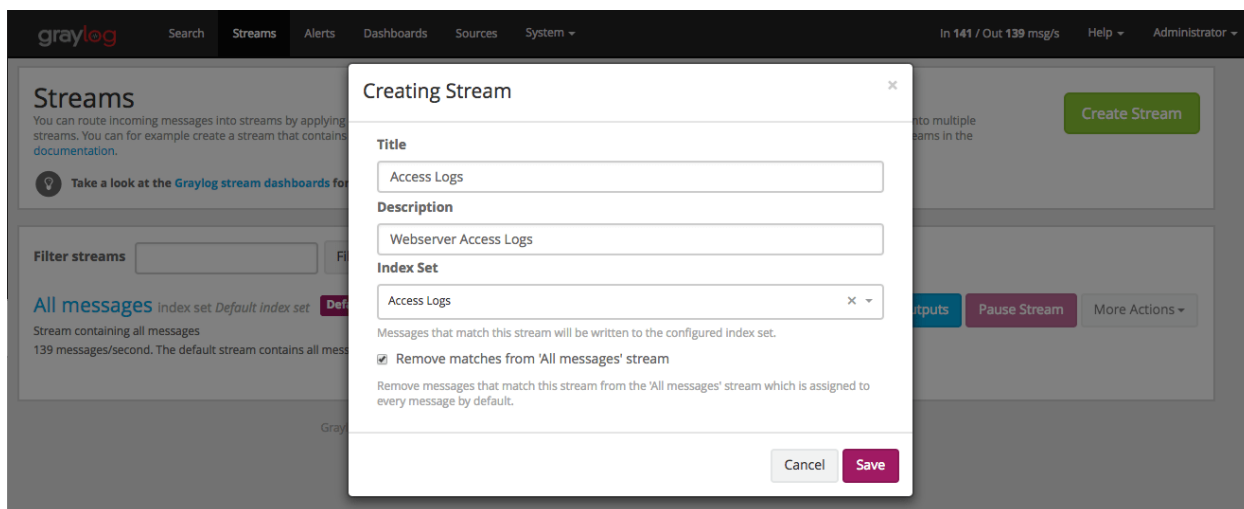 graylog Search Streams Alerts Dashboards Sources System In 141 / Out 139 msg/s Help Administrator
Streams
You can route incoming messages into streams by applying
nto multiple
streams. You can for example create a stream that contains
eams in the
documentation.
Take a look at the Graylog stream dashboards for
Create Stream
Creating Stream
×
Title
Access Logs
Description
Webserver Access Logs
Index Set
Access Logs
×
Messages that match this stream will be written to the configured index set.
Remove matches from 'All messages' stream
Remove messages that match this stream from the 'All messages' stream which is assigned to
every message by default.
Cancel Save
Filter streams
Fi
All messages index set Default index set Defa
Stream containing all messages
139 messages/second. The default stream contains all mess
utputs Pause Stream More Actions
Grayl